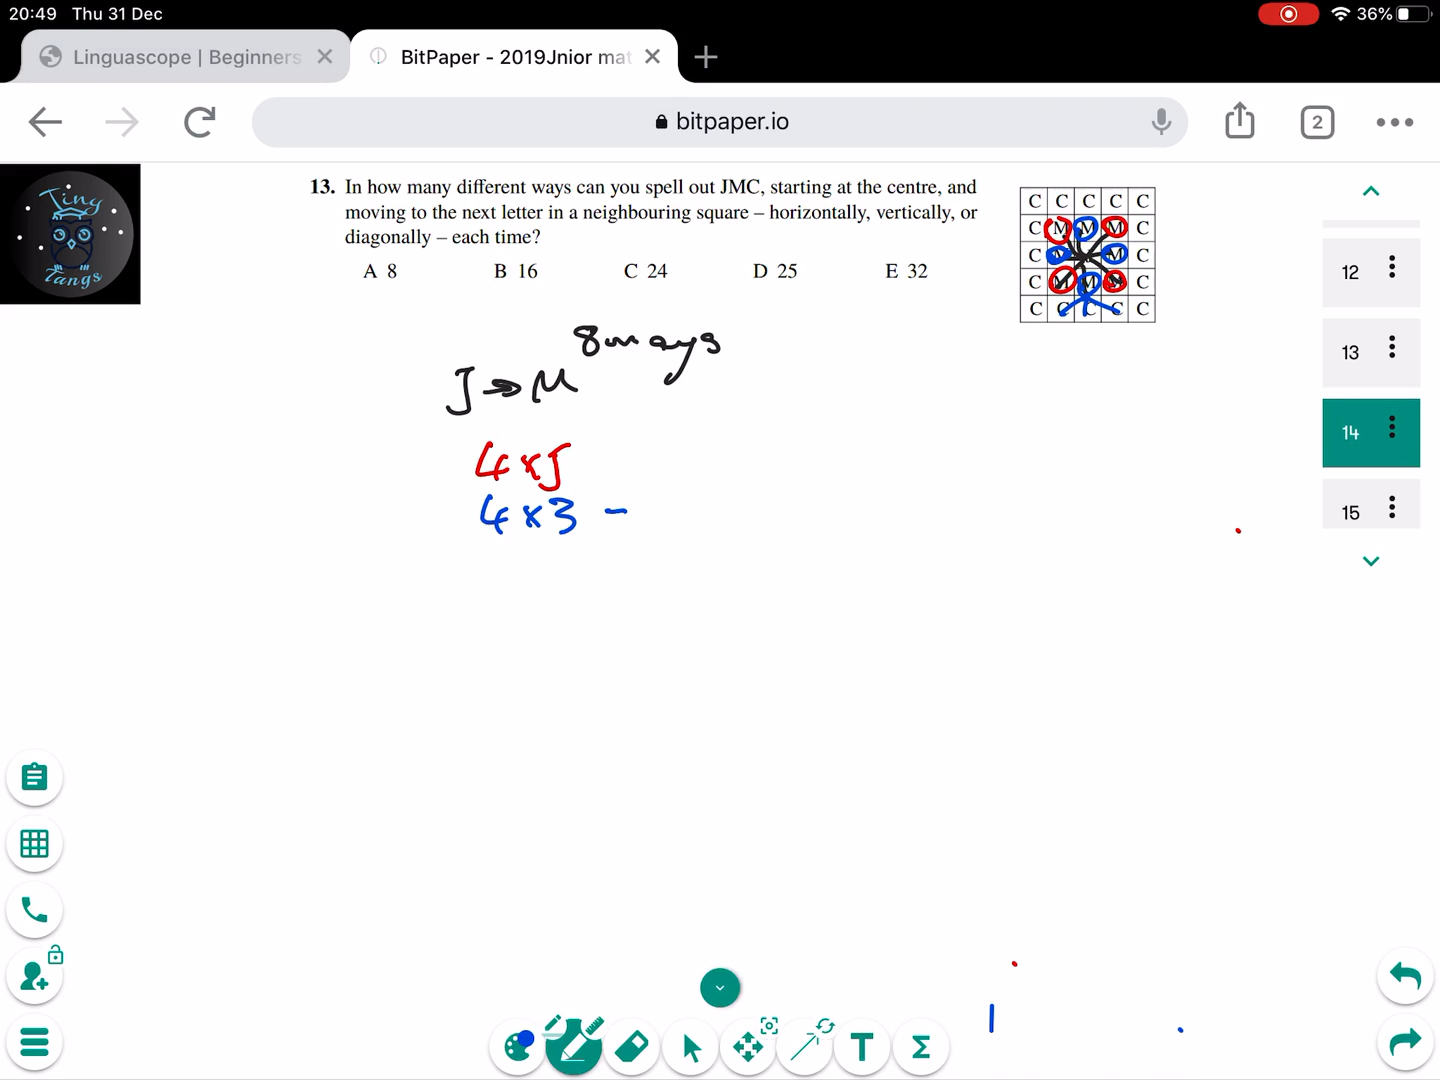 20:49 Thu 31 Dec
36%
Linguascope | Beginners
BitPaper - 2019Jnior mat
bitpaper.io
2
Tiny
Tangs
13. In how many different ways can you spell out JMC, starting at the centre, and
moving to the next letter in a neighbouring square – horizontally, vertically, or
diagonally – each time?
A 8 B 16 C 24 D 25 E 32
C C C C C
C M M M C
C M M C
C M M M C
C C C C C
8 ways
J → M
4 × 5
4 × 3 -
12
13
14
15
T
Σ